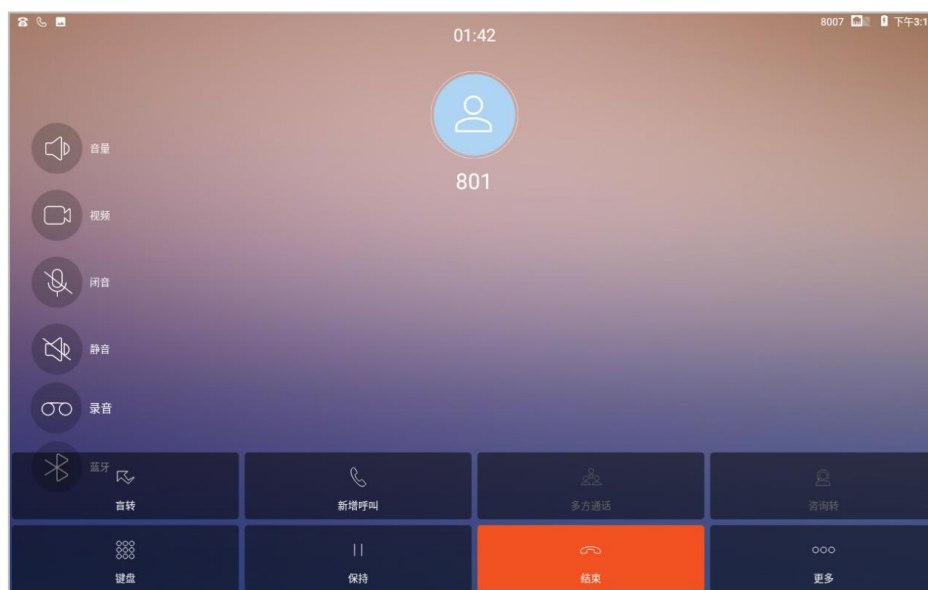 8007 下午3:1
01:42
801
音量
视频
闭音
静音
录音
蓝牙
盲转
新增呼叫
多方通话
咨询转
键盘
保持
结束
更多